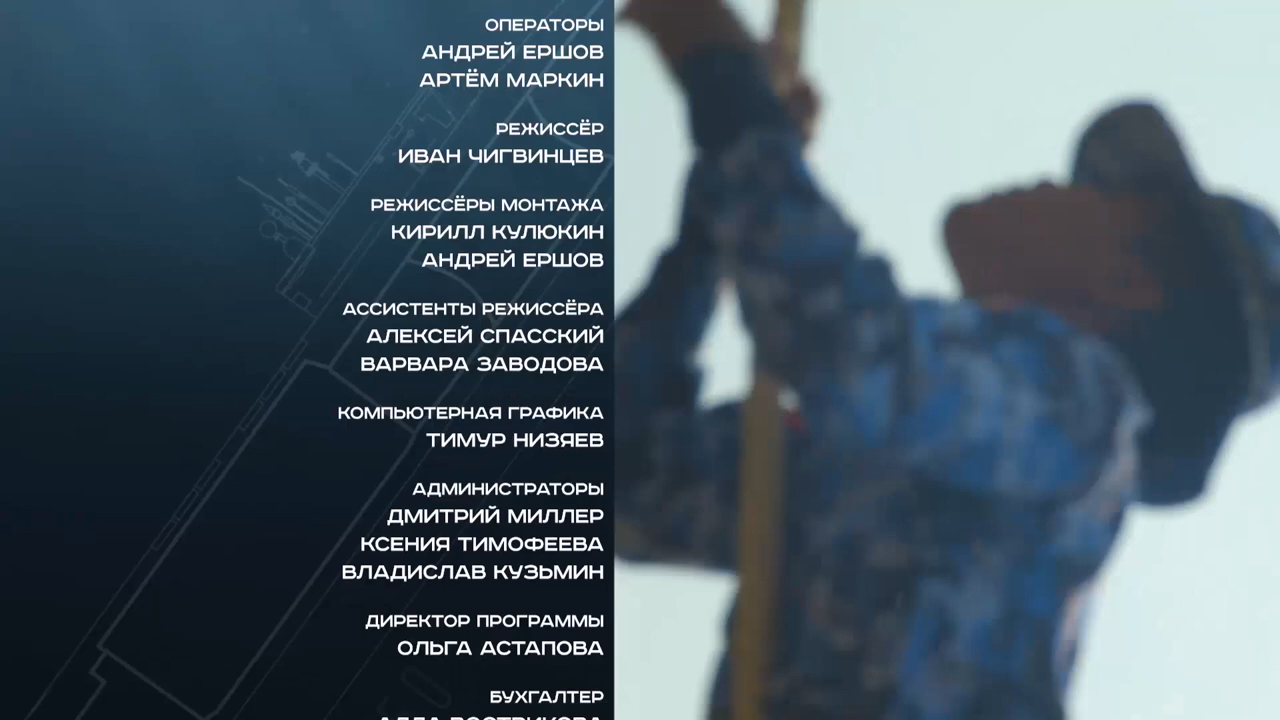 ОПЕРАТОРЫ
АНДРЕЙ ЕРШОВ
АРТЁМ МАРКИН
РЕЖИССЁР
ИВАН ЧИГВИНЦЕВ
РЕЖИССЁРЫ МОНТАЖА
КИРИЛЛ КУЛЮКИН
АНДРЕЙ ЕРШОВ
АССИСТЕНТЫ РЕЖИССЁРА
АЛЕКСЕЙ СПАССКИЙ
ВАРВАРА ЗАВОДОВА
КОМПЬЮТЕРНАЯ ГРАФИКА
ТИМУР НИЗЯЕВ
АДМИНИСТРАТОРЫ
ДМИТРИЙ МИЛЛЕР
КСЕНИЯ ТИМОФЕЕВА
ВЛАДИСЛАВ КУЗЬМИН
ДИРЕКТОР ПРОГРАММЫ
ОЛЬГА АСТАПОВА
БУХГАЛТЕР